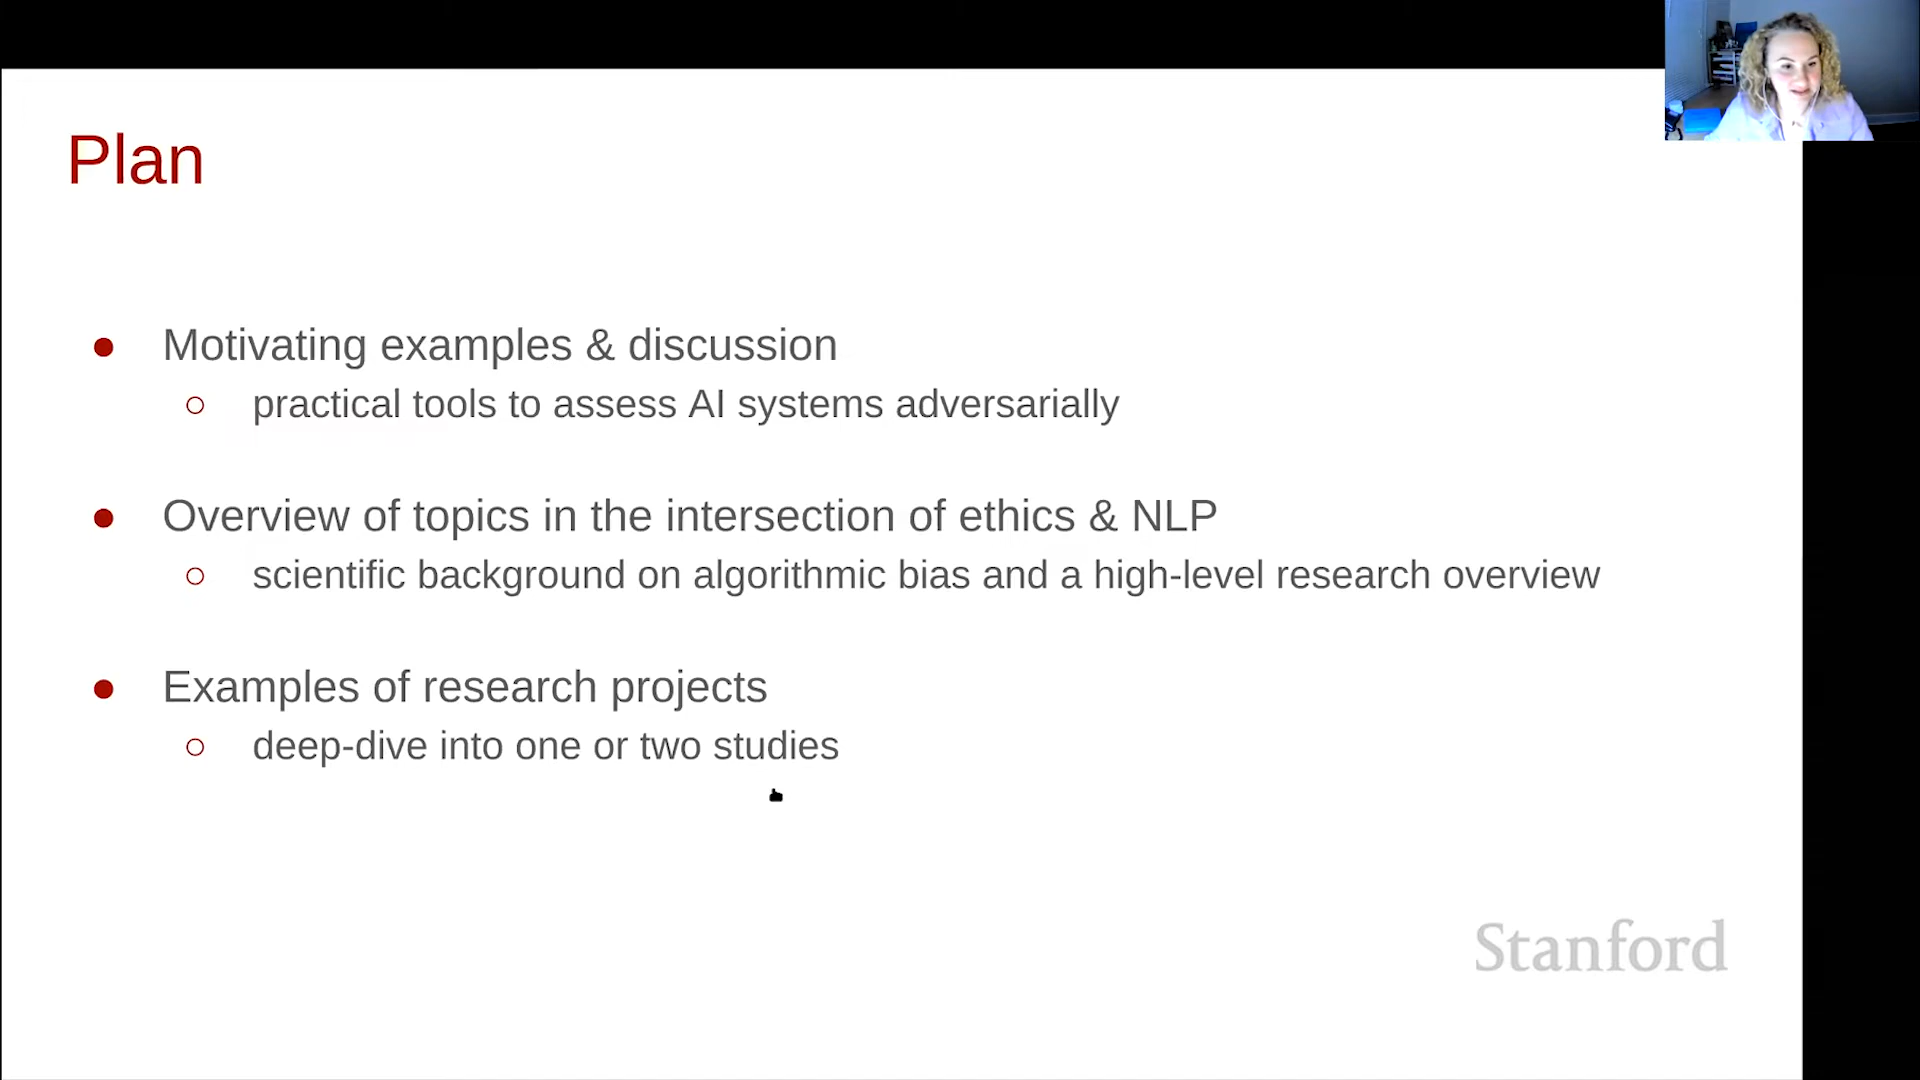 Plan
● Motivating examples & discussion
○ practical tools to assess AI systems adversarially
● Overview of topics in the intersection of ethics & NLP
○ scientific background on algorithmic bias and a high-level research overview
● Examples of research projects
○ deep-dive into one or two studies
Stanford